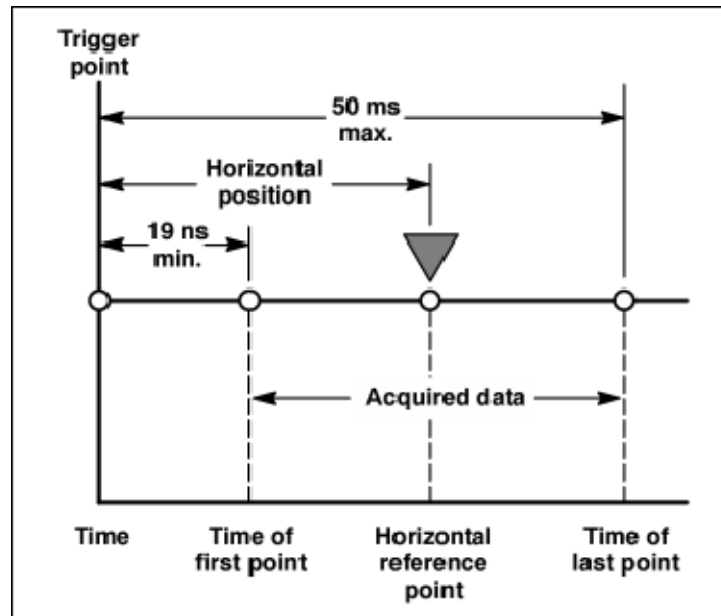 Trigger
point
50 ms
max.
Horizontal
position
19 ns
min.
Acquired data
Time
Time of
first point
Horizontal
reference
point
Time of
last point